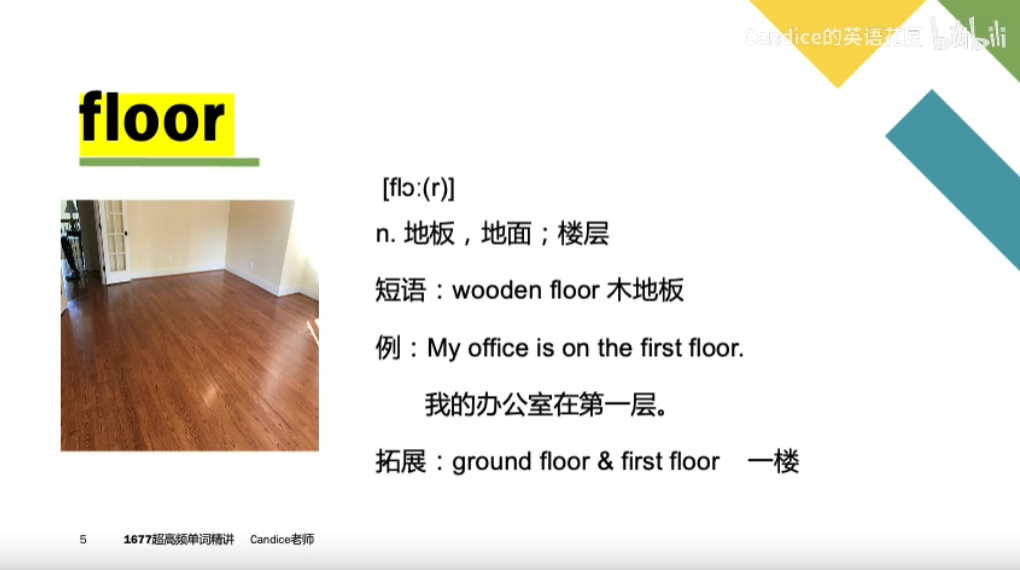 Candice的英语花园 bilibili
floor
[flɔ:(r)]
n. 地板，地面；楼层
短语：wooden floor 木地板
例：My office is on the first floor.
我的办公室在第一层。
拓展：ground floor & first floor 一楼
5 1677超高频单词精讲 Candice老师